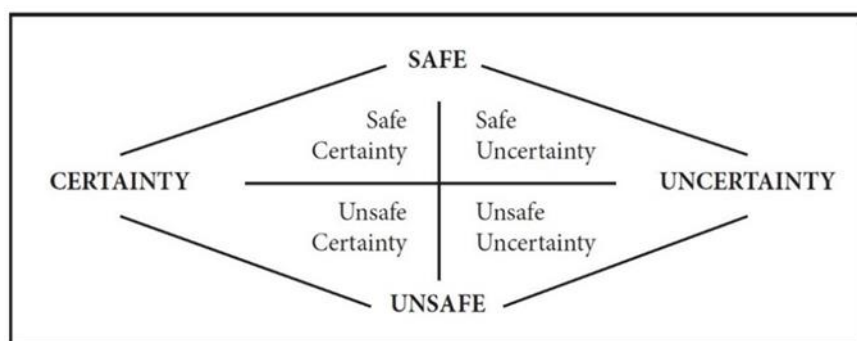 SAFE
Safe
Certainty
Safe
Uncertainty
CERTAINTY
UNCERTAINTY
Unsafe
Certainty
Unsafe
Uncertainty
UNSAFE